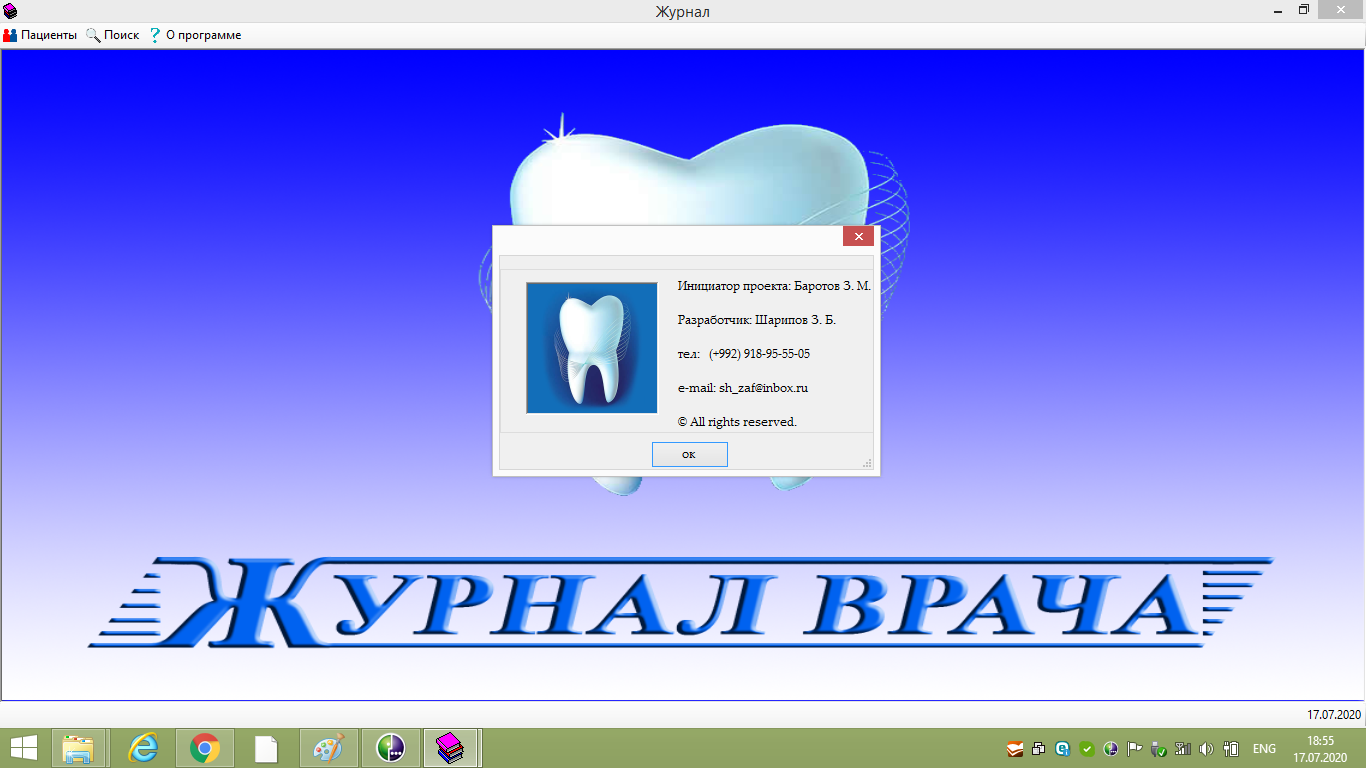 Журнал
Пациенты Поиск О программе
Инициатор проекта: Баротов З. М.
Разработчик: Шарипов З. Б.
тел: (+992) 918-95-55-05
e-mail: sh_zaf@inbox.ru
© All rights reserved.
ок
ЖУРНАЛ ВРАЧА
17.07.2020
ENG
18:55
17.07.2020